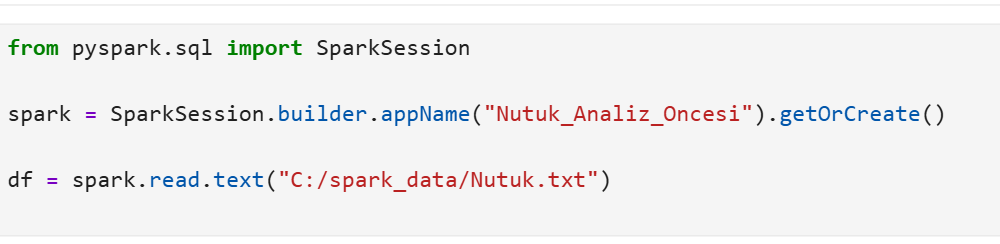 from pyspark.sql import SparkSession
spark = SparkSession.builder.appName("Nutuk_Analiz_Oncesi").getOrCreate()
df = spark.read.text("C:/spark_data/Nutuk.txt")